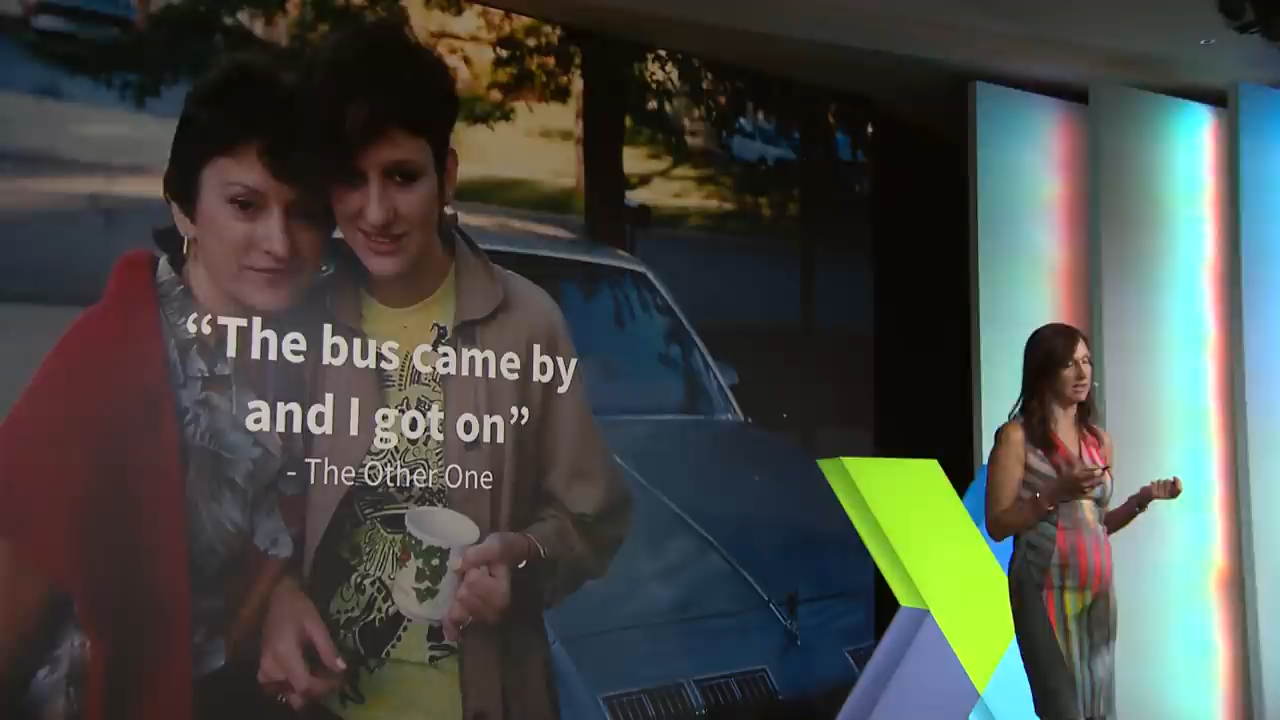 “The bus came by
and I got on”
- The Other One